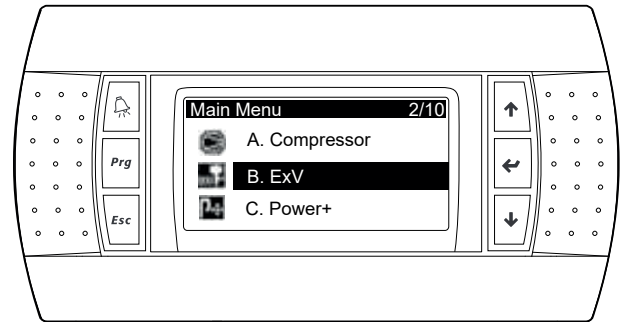 Main Menu 2/10
A. Compressor
Prg
B. ExV
C. Power+
Esc